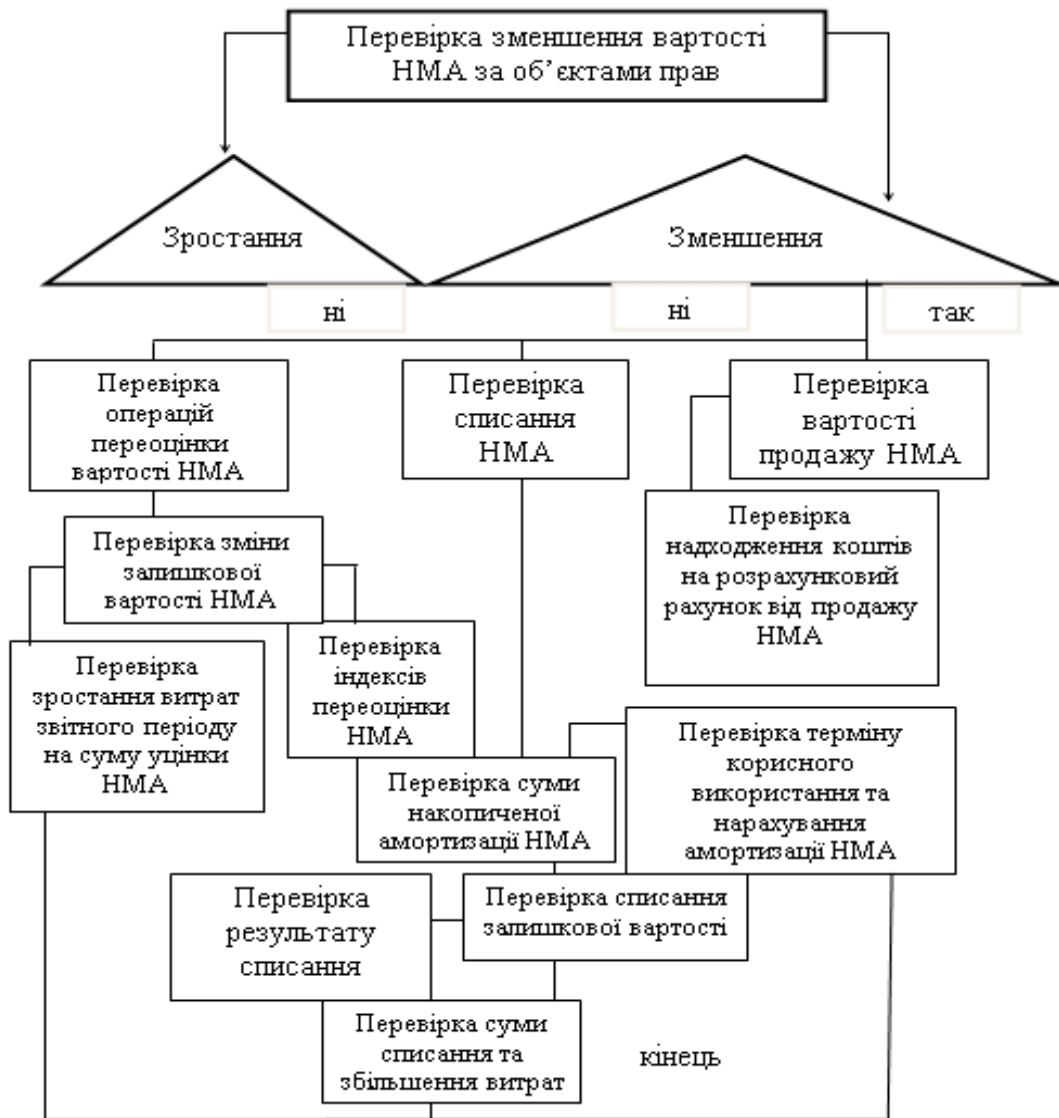 Перевірка зменшення вартості
НМА за об’єктами прав
Зростання
Зменшення
ні
ні
так
Перевірка
операцій
переоцінки
вартості НМА
Перевірка
списання
НМА
Перевірка
вартості
продажу НМА
Перевірка зміни
залишкової
вартості НМА
Перевірка
надходження коштів
на розрахунковий
рахунок від продажу
НМА
Перевірка
зростання витрат
звітного періоду
на суму уцінки
НМА
Перевірка
індексів
переоцінки
НМА
Перевірка суми
накопиченої
амортизації НМА
Перевірка терміну
корисного
використання та
нарахування
амортизації НМА
Перевірка
результату
списання
Перевірка списання
залишкової вартості
Перевірка суми
списання та
збільшення витрат
кінець